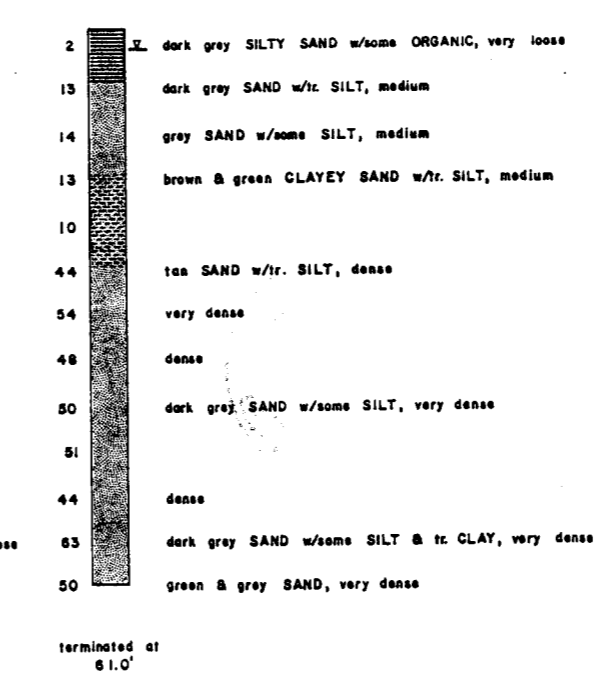 2 dark grey SILTY SAND w/some ORGANIC, very loose
13 dark grey SAND w/tr. SILT, medium
14 grey SAND w/some SILT, medium
13 brown & green CLAYEY SAND w/tr. SILT, medium
10
44 tan SAND w/tr. SILT, dense
54 very dense
48 dense
50 dark grey SAND w/some SILT, very dense
51
44 dense
63 dark grey SAND w/some SILT & tr. CLAY, very dense
50 green & grey SAND, very dense
terminated at
61.0'